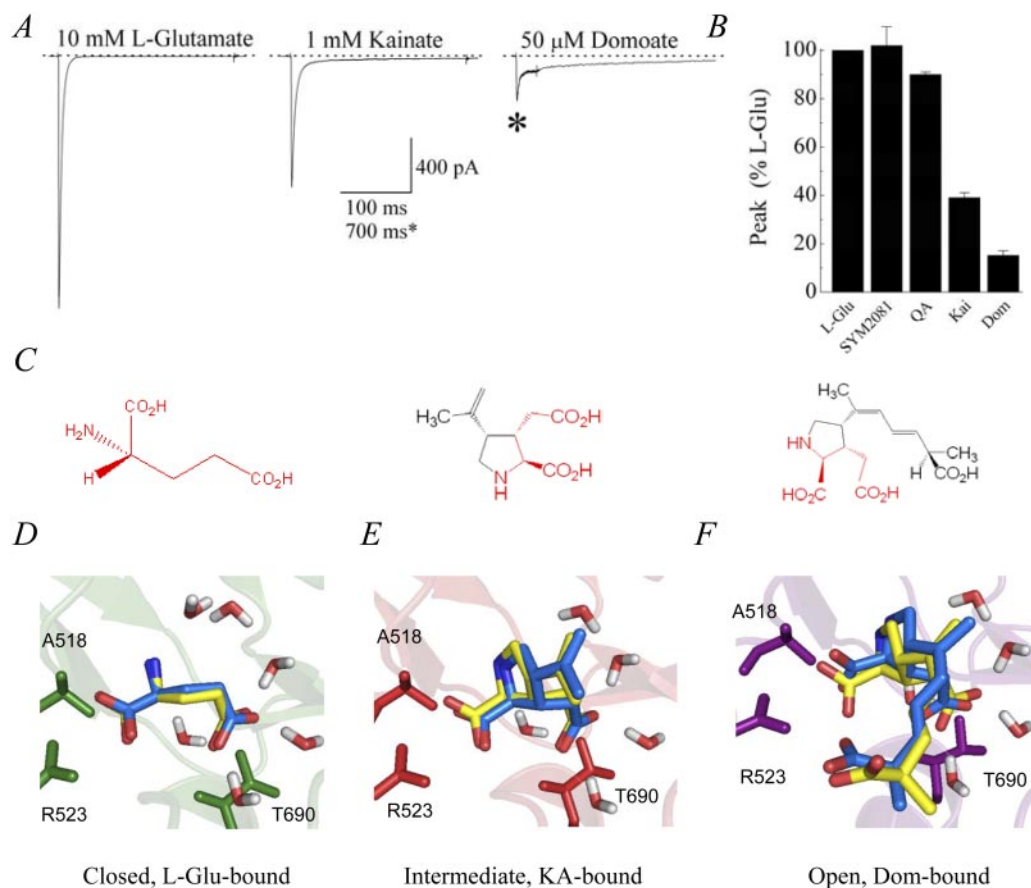 A
10 mM L-Glutamate
1 mM Kainate
50 μM Domoate
*
400 pA
100 ms
700 ms*
B
Peak (% L-Glu)
100
80
60
40
20
0
L-Glu
SYM2081
QA
Kai
Dom
C
CO₂H
H₂N
H
CO₂H
H₃C
CO₂H
CO₂H
N
H
CH₃
HN
CH₃
H
CO₂H
HO₂C
CO₂H
D
A518
R523
T690
Closed, L-Glu-bound
E
A518
R523
T690
Intermediate, KA-bound
F
A518
R523
T690
Open, Dom-bound